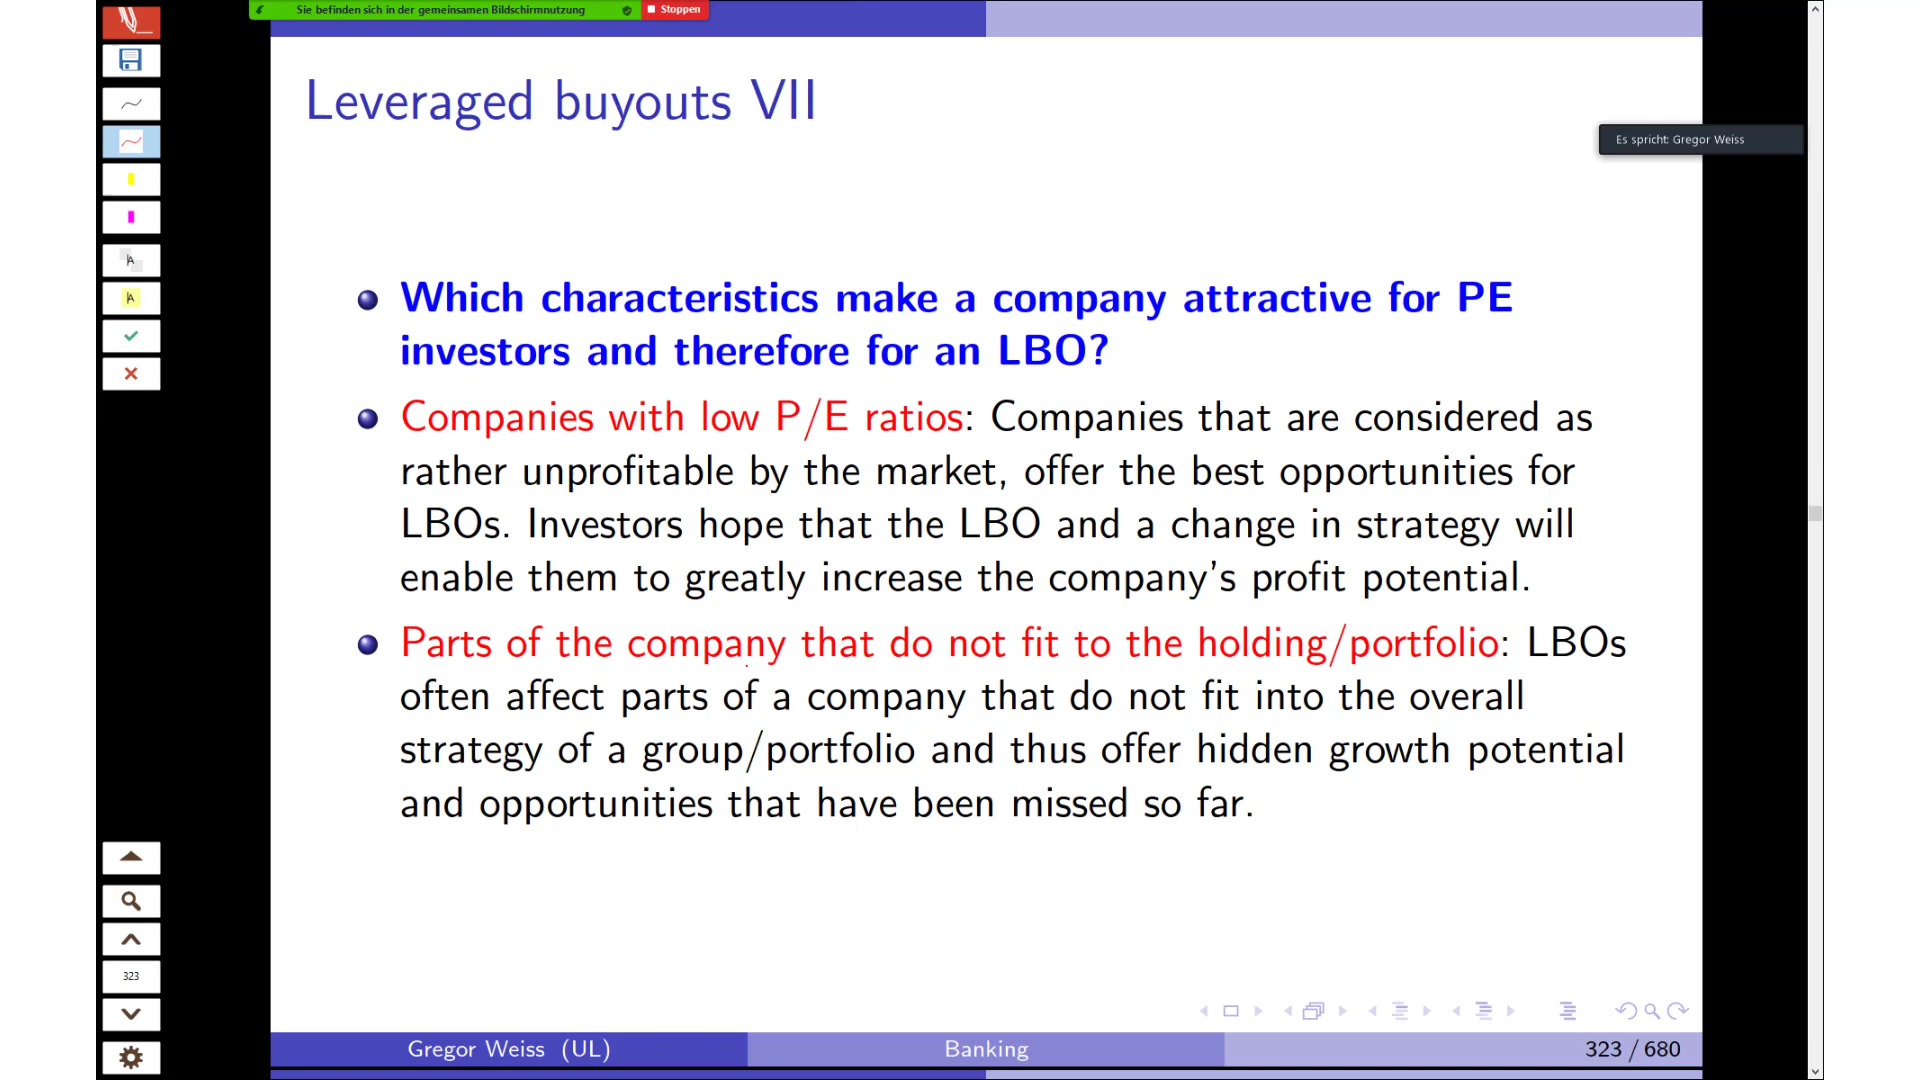 Sie befinden sich in der gemeinsamen Bildschirmnutzung
Stoppen
Leveraged buyouts VII
Es spricht: Gregor Weiss
Which characteristics make a company attractive for PE
investors and therefore for an LBO?
Companies with low P/E ratios: Companies that are considered as
rather unprofitable by the market, offer the best opportunities for
LBOs. Investors hope that the LBO and a change in strategy will
enable them to greatly increase the company's profit potential.
Parts of the company that do not fit to the holding/portfolio: LBOs
often affect parts of a company that do not fit into the overall
strategy of a group/portfolio and thus offer hidden growth potential
and opportunities that have been missed so far.
A
A
323
Gregor Weiss (UL)
Banking
323 / 680